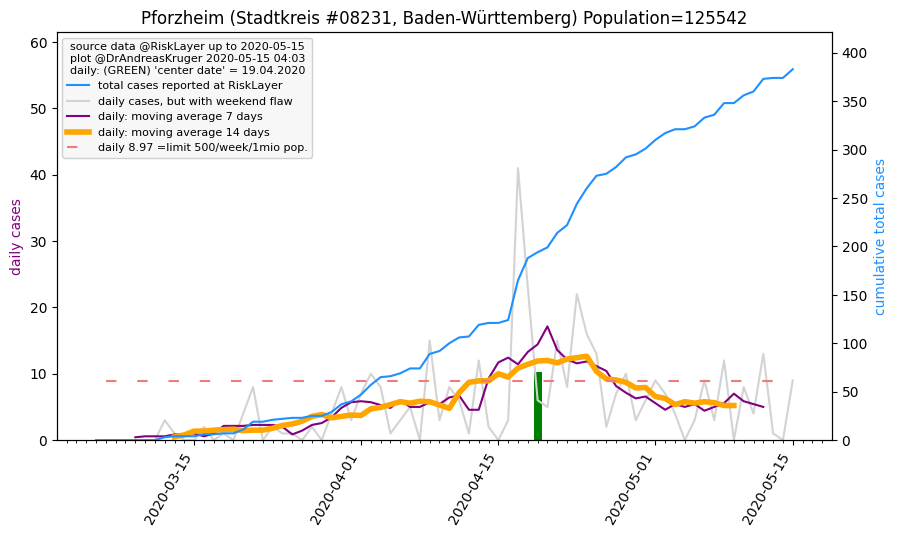 Pforzheim (Stadtkreis #08231, Baden-Württemberg) Population=125542
source data @RiskLayer up to 2020-05-15
plot @DrAndreasKruger 2020-05-15 04:03
daily: (GREEN) 'center date' = 19.04.2020
total cases reported at RiskLayer
daily cases, but with weekend flaw
daily: moving average 7 days
daily: moving average 14 days
daily 8.97 =limit 500/week/1mio pop.
daily cases
60
50
40
30
20
10
0
cumulative total cases
400
350
300
250
200
150
100
50
0
2020-03-15
2020-04-01
2020-04-15
2020-05-01
2020-05-15